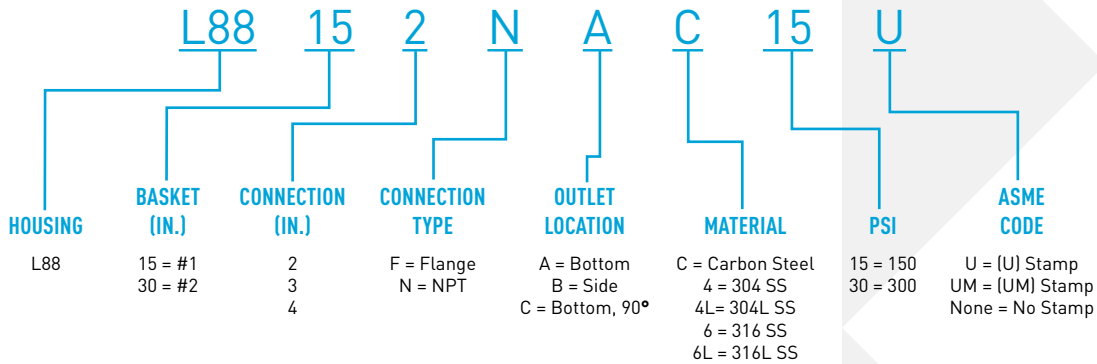 L88 15 2 N A C 15 U
HOUSING
L88
BASKET
(IN.)
15 = #1
30 = #2
CONNECTION
(IN.)
2
3
4
CONNECTION
TYPE
F = Flange
N = NPT
OUTLET
LOCATION
A = Bottom
B = Side
C = Bottom, 90°
MATERIAL
C = Carbon Steel
4 = 304 SS
4L= 304L SS
6 = 316 SS
6L = 316L SS
PSI
15 = 150
30 = 300
ASME
CODE
U = (U) Stamp
UM = (UM) Stamp
None = No Stamp